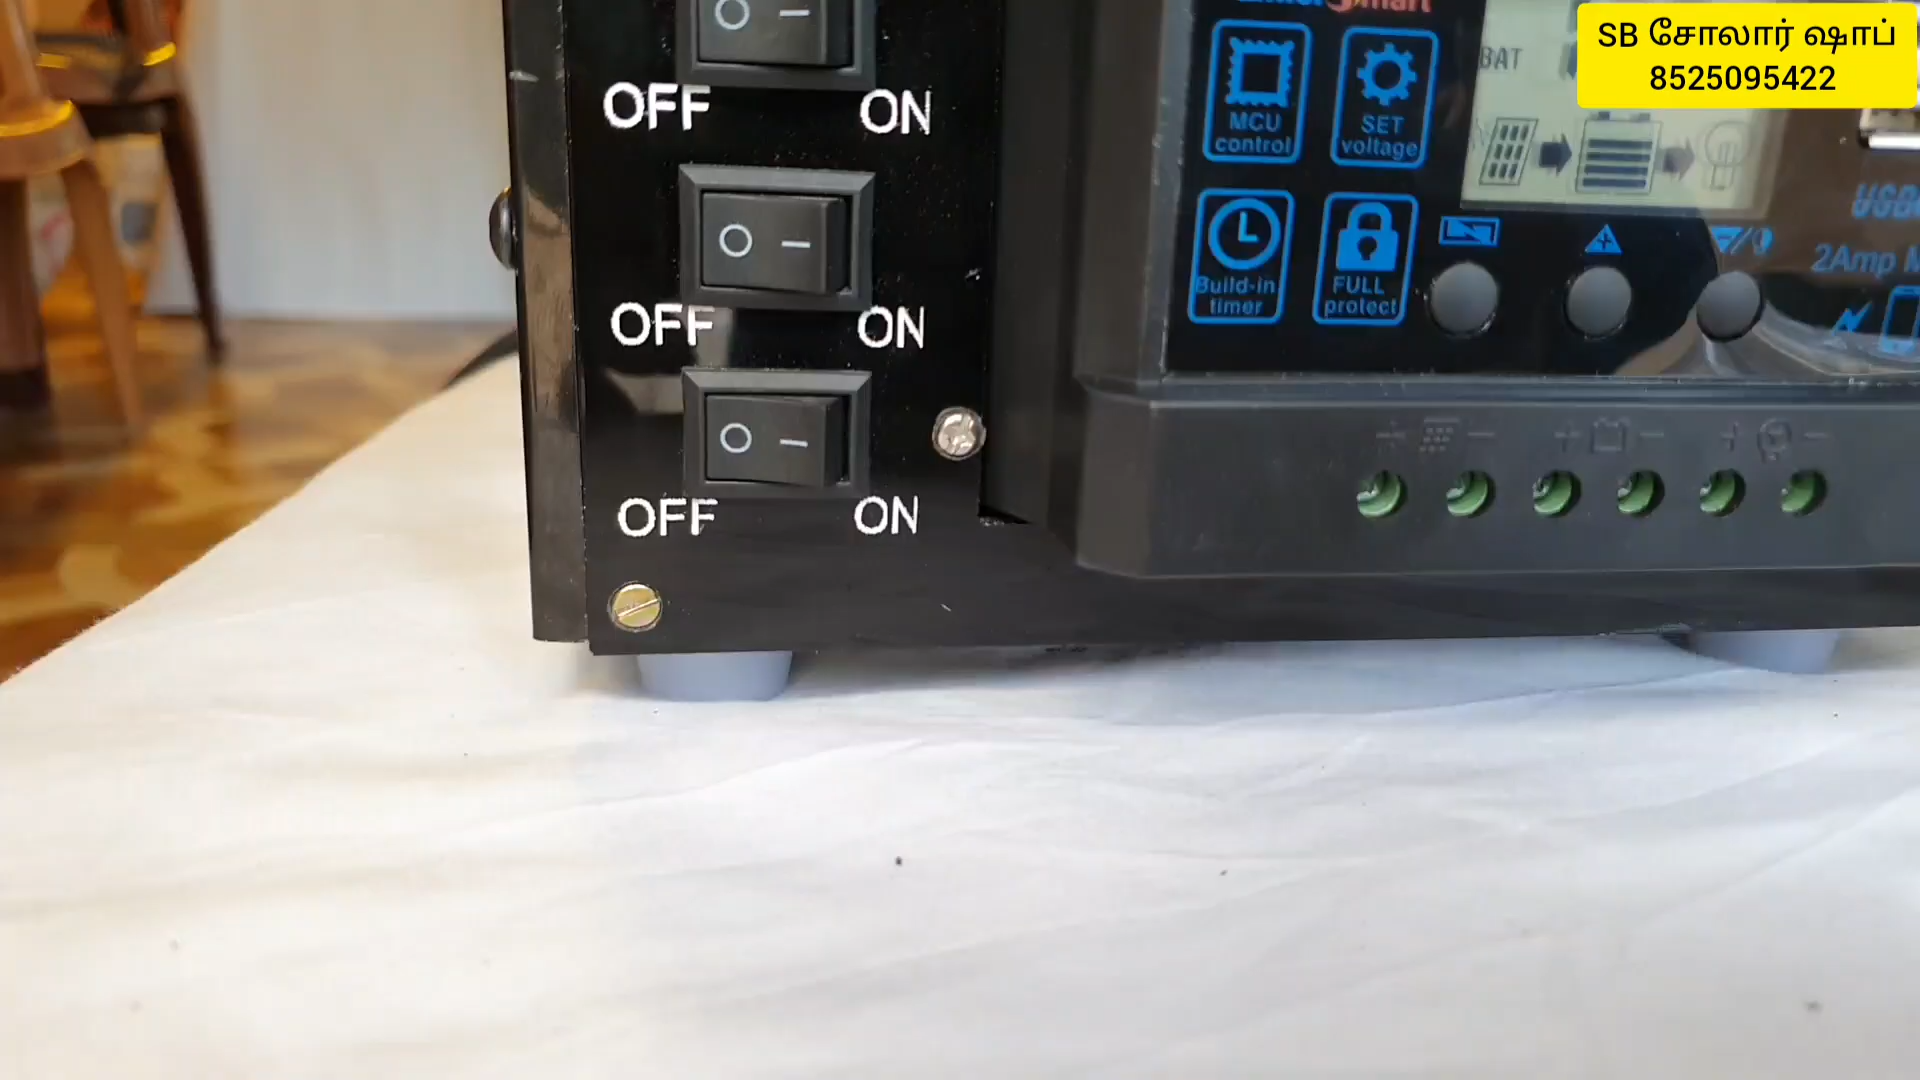 SB சோலார் ஷாப்
8525095422
OFF ON
BAT
MCU
control
SET
voltage
OFF ON
Build-in
timer
FULL
protect
2Amp
OFF ON